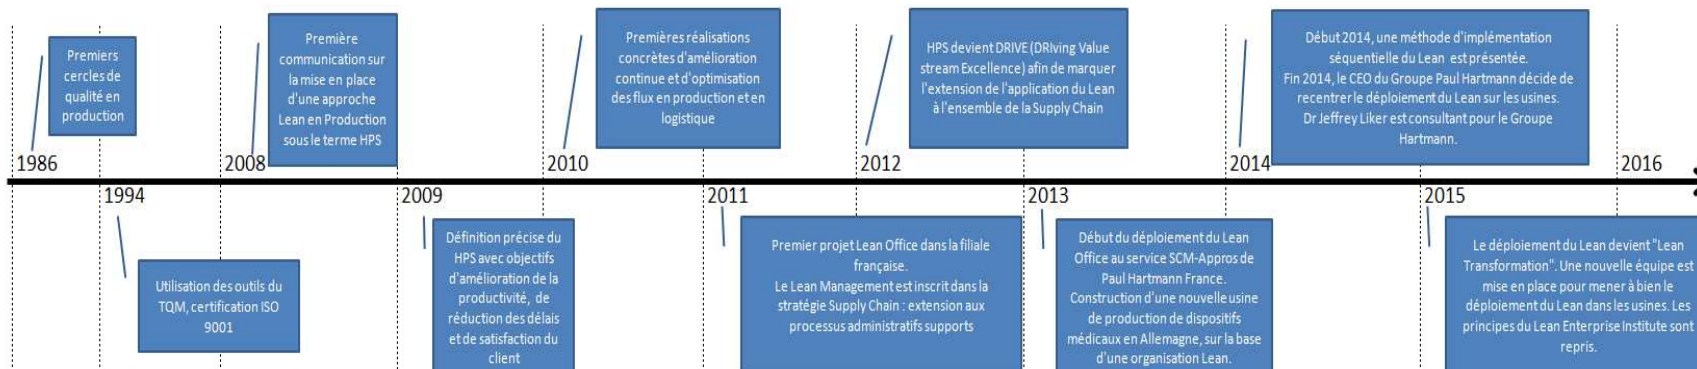 Premiers
cercles de
qualité en
production
Première
communication sur
la mise en place
d'une approche
Lean en Production
sous le terme HPS
Premières réalisations
concrètes d'amélioration
continue et d'optimisation
des flux en production et en
logistique
HPS devient DRIVE (DRIving Value
stream Excellence) afin de marquer
l'extension de l'application du Lean
à l'ensemble de la Supply Chain
Début 2014, une méthode d'implémentation
séquentielle du Lean est présentée.
Fin 2014, le CEO du Groupe Paul Hartmann décide de
recentrer le déploiement du Lean sur les usines.
Dr Jeffrey Liker est consultant pour le Groupe
Hartmann.
1986
2008
2010
2012
2014
2016
1994
2009
2011
2013
2015
Utilisation des outils du
TQM, certification ISO
9001
Définition précise du
HPS avec objectifs
d'amélioration de la
productivité, de
réduction des délais
et de satisfaction du
client
Premier projet Lean Office dans la filiale
française.
Le Lean Management est inscrit dans la
stratégie Supply Chain : extension aux
processus administratifs supports
Début du déploiement du Lean
Office au service SCM-Appros de
Paul Hartmann France.
Construction d'une nouvelle usine
de production de dispositifs
médicaux en Allemagne, sur la base
d'une organisation Lean.
Le déploiement du Lean devient "Lean
Transformation". Une nouvelle équipe est
mise en place pour mener à bien le
déploiement du Lean dans les usines. Les
principes du Lean Enterprise Institute sont
repris.